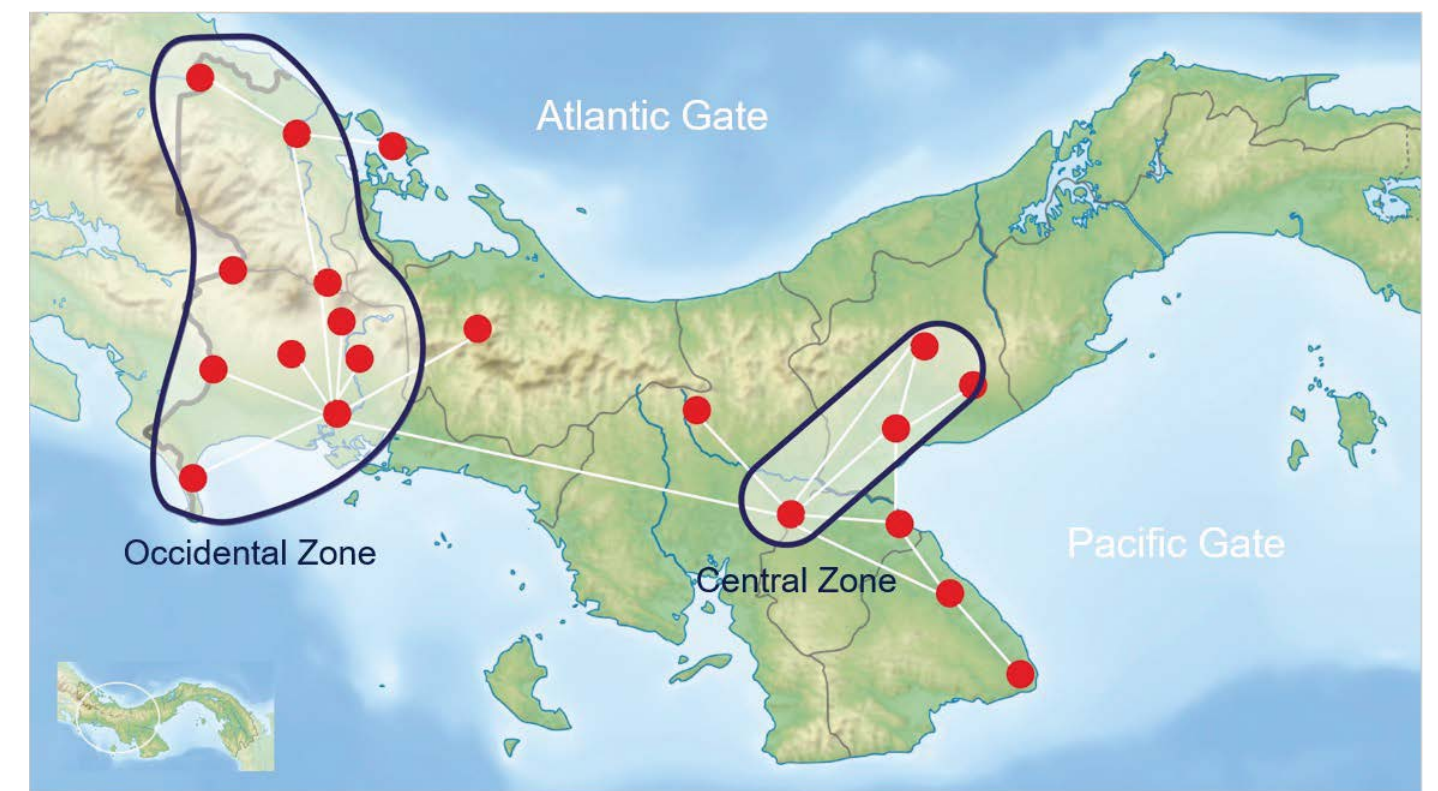 Atlantic Gate
Pacific Gate
Occidental Zone
Central Zone